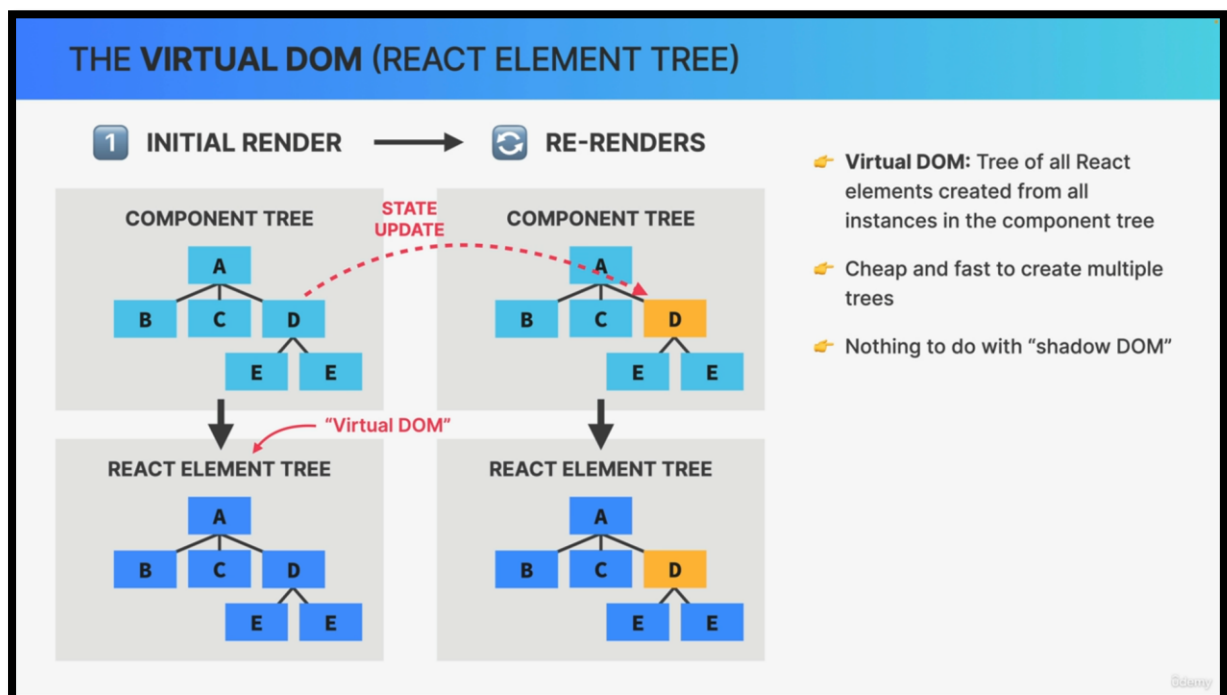 THE VIRTUAL DOM (REACT ELEMENT TREE)
1 INITIAL RENDER
RE-RENDERS
COMPONENT TREE
A
B C D
E E
STATE
UPDATE
COMPONENT TREE
A
B C D
E E
"Virtual DOM"
REACT ELEMENT TREE
A
B C D
E E
REACT ELEMENT TREE
A
B C D
E E
Virtual DOM: Tree of all React
elements created from all
instances in the component tree
Cheap and fast to create multiple
trees
Nothing to do with “shadow DOM”
Udemy